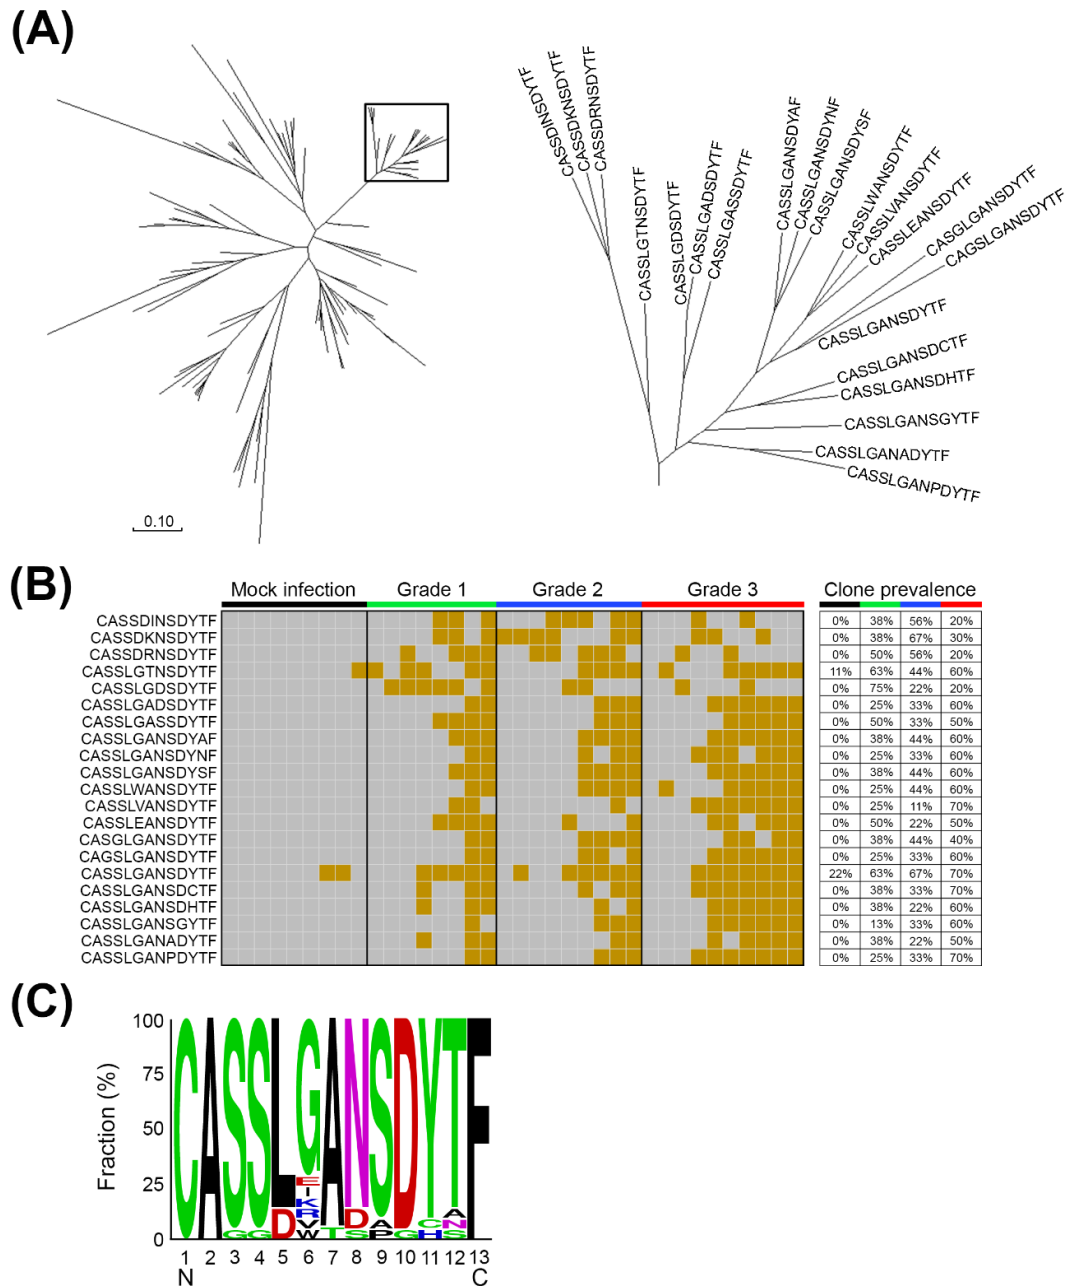 (A)
CASSDINSDYTF
CASSDKNSDYTF
CASSDRNSDYTF
CASSLGTNSDYTF
CASSLGDSDYTF
CASSLGADSDYTF
CASSLGASSDYTF
CASSLGANSDYAF
CASSLGANSDYNF
CASSLGANSDYSF
CASSLWANSDYTF
CASSLVANSDYTF
CASSLEANSDYTF
CASGLGANSDYTF
CAGSLGANSDYTF
CASSLGANSDYTF
CASSLGANSDCTF
CASSLGANSDHTF
CASSLGANSGYTF
CASSLGANADYTF
CASSLGANPDYTF
0.10
(B)
Mock infection Grade 1 Grade 2 Grade 3 Clone prevalence
CASSDINSDYTF 0% 38% 56% 20%
CASSDKNSDYTF 0% 38% 67% 30%
CASSDRNSDYTF 0% 50% 56% 20%
CASSLGTNSDYTF 11% 63% 44% 60%
CASSLGDSDYTF 0% 75% 22% 20%
CASSLGADSDYTF 0% 25% 33% 60%
CASSLGASSDYTF 0% 50% 33% 50%
CASSLGANSDYAF 0% 38% 44% 60%
CASSLGANSDYNF 0% 25% 33% 60%
CASSLGANSDYSF 0% 38% 44% 60%
CASSLWANSDYTF 0% 25% 44% 60%
CASSLVANSDYTF 0% 25% 11% 70%
CASSLEANSDYTF 0% 50% 22% 50%
CASGLGANSDYTF 0% 38% 44% 40%
CAGSLGANSDYTF 0% 25% 33% 60%
CASSLGANSDYTF 22% 63% 67% 70%
CASSLGANSDCTF 0% 38% 33% 70%
CASSLGANSDHTF 0% 38% 22% 60%
CASSLGANSGYTF 0% 13% 33% 60%
CASSLGANADYTF 0% 38% 22% 50%
CASSLGANPDYTF 0% 25% 33% 70%
(C)
Fraction (%)
100
75
50
25
0
CASSLGANSDYTF
E
I
K
R
V
W
G G D T D S A P G C H A N S
1 2 3 4 5 6 7 8 9 10 11 12 13
N C